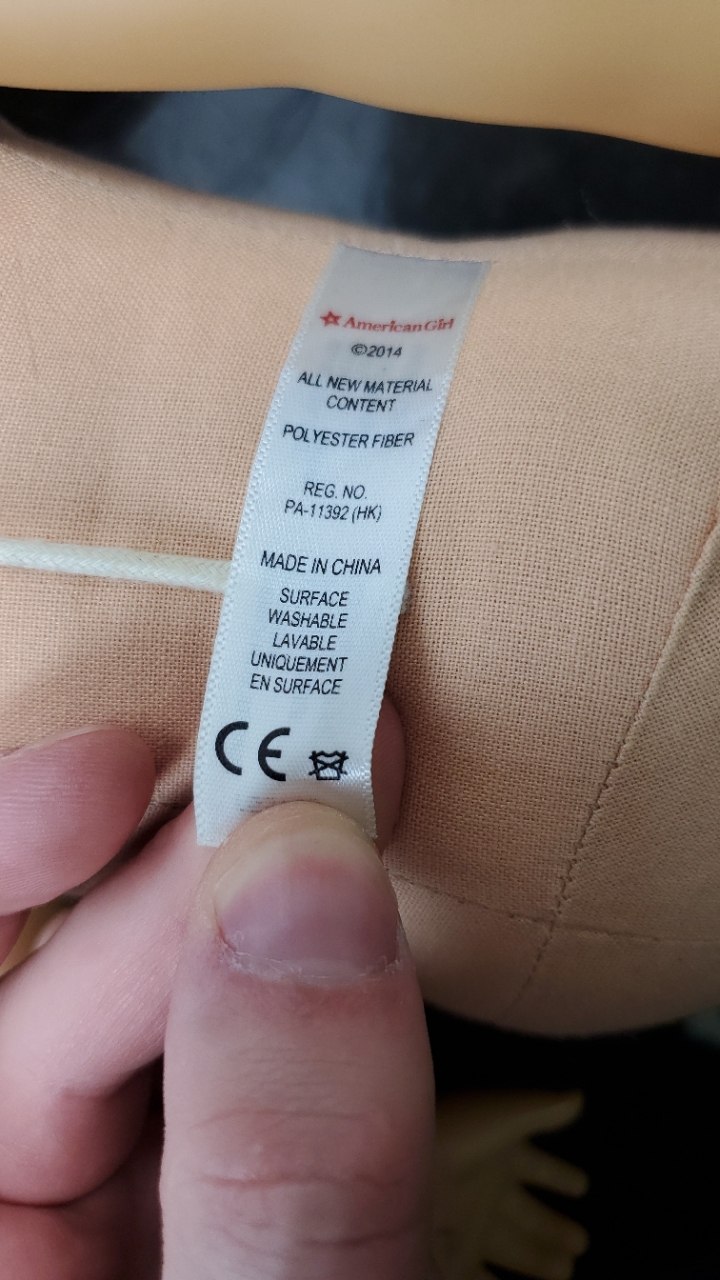 American Girl
©2014
ALL NEW MATERIAL
CONTENT
POLYESTER FIBER
REG. NO.
PA-11392 (HK)
MADE IN CHINA
SURFACE
WASHABLE
LAVABLE
UNIQUEMENT
EN SURFACE
CE